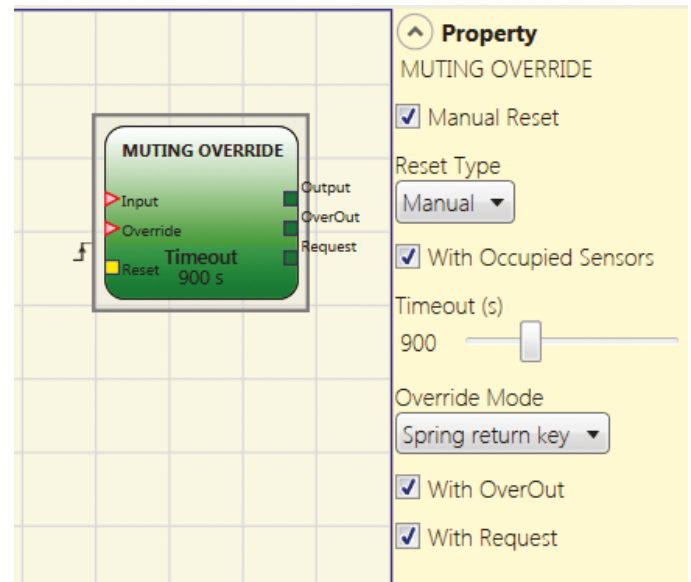 MUTING OVERRIDE
Input
Override
Reset
Timeout
900 s
Output
OverOut
Request
Property
MUTING OVERRIDE
Manual Reset
Reset Type
Manual
With Occupied Sensors
Timeout (s)
900
Override Mode
Spring return key
With OverOut
With Request